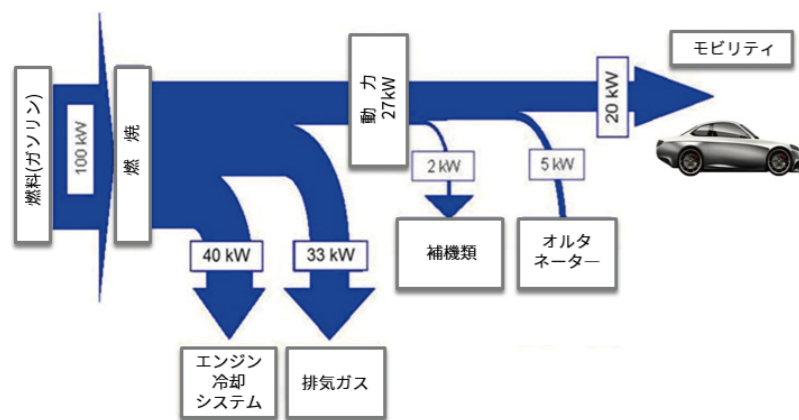 燃料(ガソリン)
100 kW
燃 焼
動 力
27kW
20 kW
モビリティ
2 kW
5 kW
40 kW
33 kW
補機類
オルタ
ネーター
エンジン
冷却
システム
排気ガス